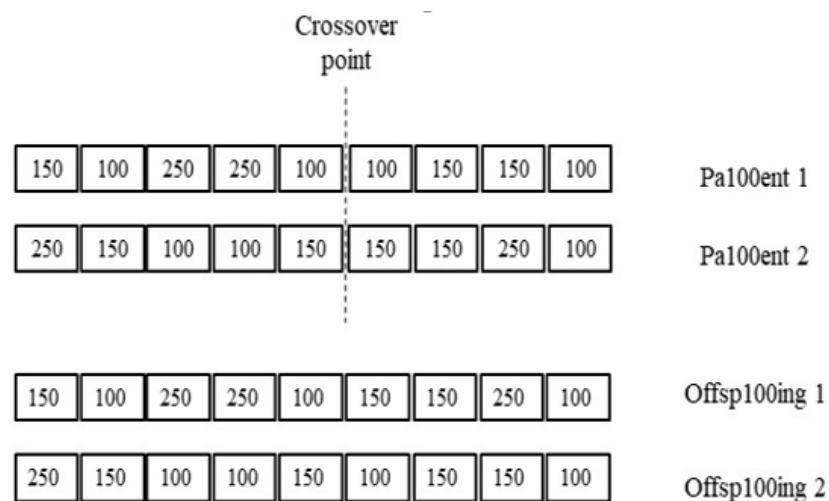 Crossover
point
150 100 250 250 100 100 150 150 100 Pa100ent 1
250 150 100 100 150 150 150 250 100 Pa100ent 2
150 100 250 250 100 150 150 250 100 Offsp100ing 1
250 150 100 100 150 100 150 150 100 Offsp100ing 2